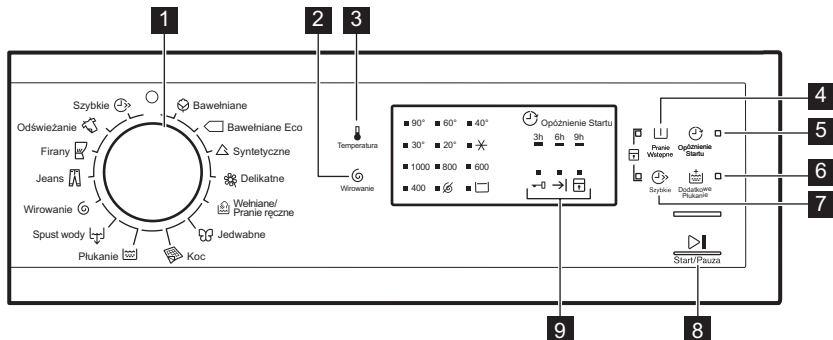 1
2
3
4
5
6
7
8
9
Szybkie
Odświeżanie
Firany
Jeans
Wirowanie
Spust wody
Płukanie
Bawełniane
Bawełniane Eco
Syntetyczne
Delikatne
Wełniane/
Pranie ręczne
Jedwabne
Koc
Temperatura
Wirowanie
90° 60° 40°
30° 20°
1000 800 600
400
Opóźnienie Startu
3h 6h 9h
Pranie
Wstępne
Opóźnienie
Startu
Szybkie
Dodatkowe
Płukanie
Start/Pauza